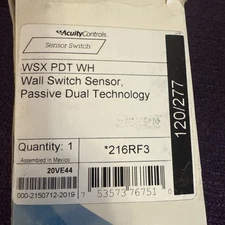 AcuityControls
Sensor Switch
WSX PDT WH
Wall Switch Sensor,
Passive Dual Technology
120/277
Quantity: 1
*216RF3
Assembled in Mexico
20VE44
000-2150712-2019
7 53573 76751 0